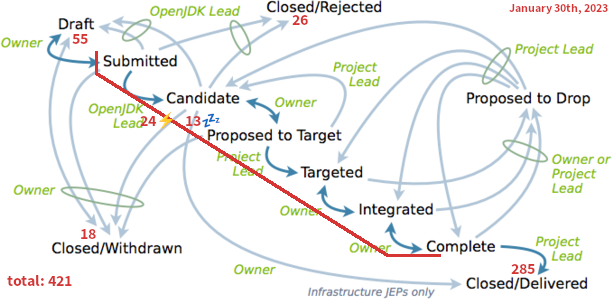 January 30th, 2023
Closed/Rejected
26
OpenJDK Lead
Draft
55
Owner
Submitted
Project Lead
Project
Lead
Candidate
Owner
Proposed to Drop
OpenJDK
Lead
24 ⚡ 13 zzz
Proposed to Target
Project
Lead
Targeted
Owner or
Project
Lead
Owner
Owner
Integrated
18
Closed/Withdrawn
Owner
Complete
Project
Lead
Owner
285
total: 421
Closed/Delivered
Infrastructure JEPs only